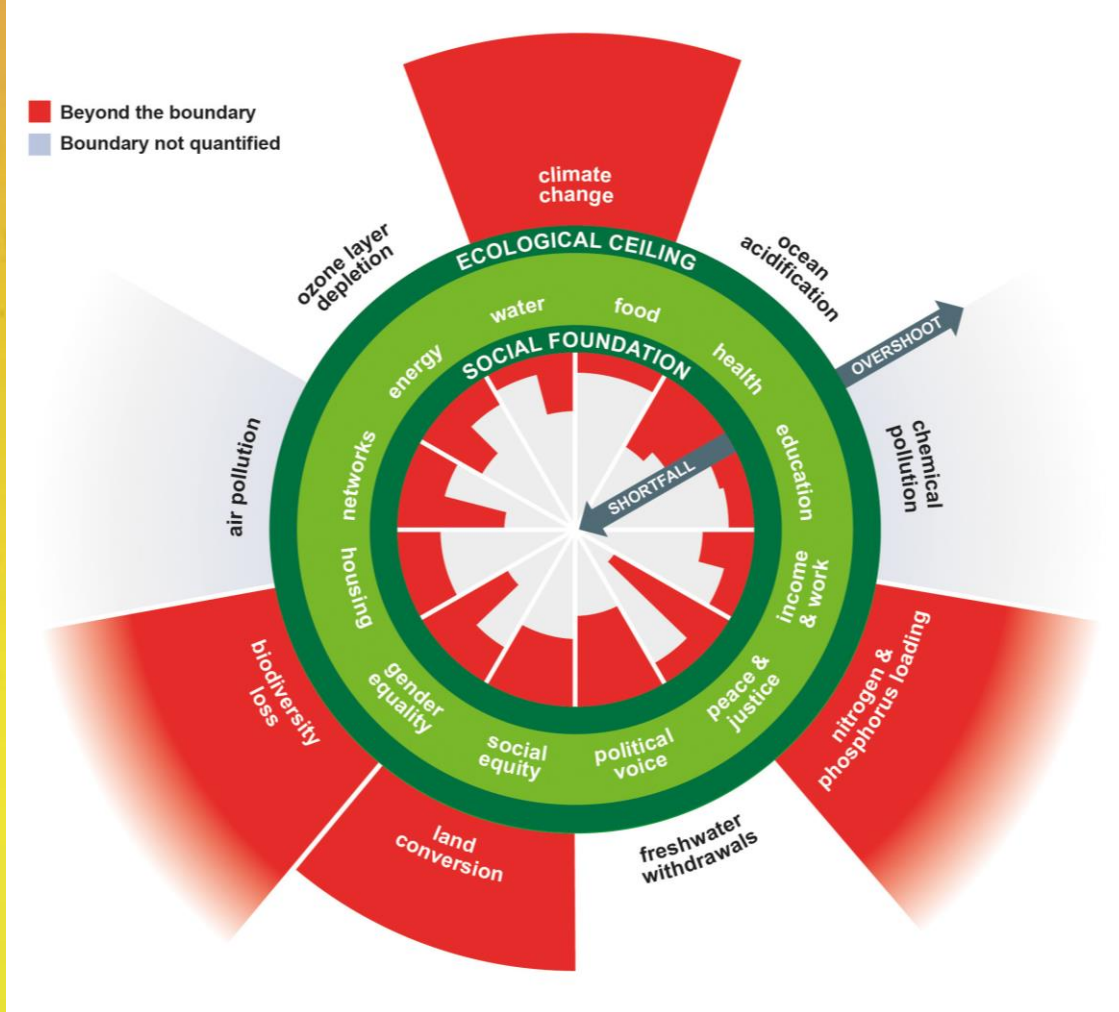 Beyond the boundary
Boundary not quantified
climate
change
ozone layer
depletion
ocean
acidification
ECOLOGICAL CEILING
OVERSHOOT
water
food
energy
health
SOCIAL FOUNDATION
SHORTFALL
networks
education
air pollution
chemical
pollution
housing
income
& work
gender
equality
peace &
justice
social
equity
political
voice
biodiversity
loss
nitrogen &
phosphorus loading
land
conversion
freshwater
withdrawals